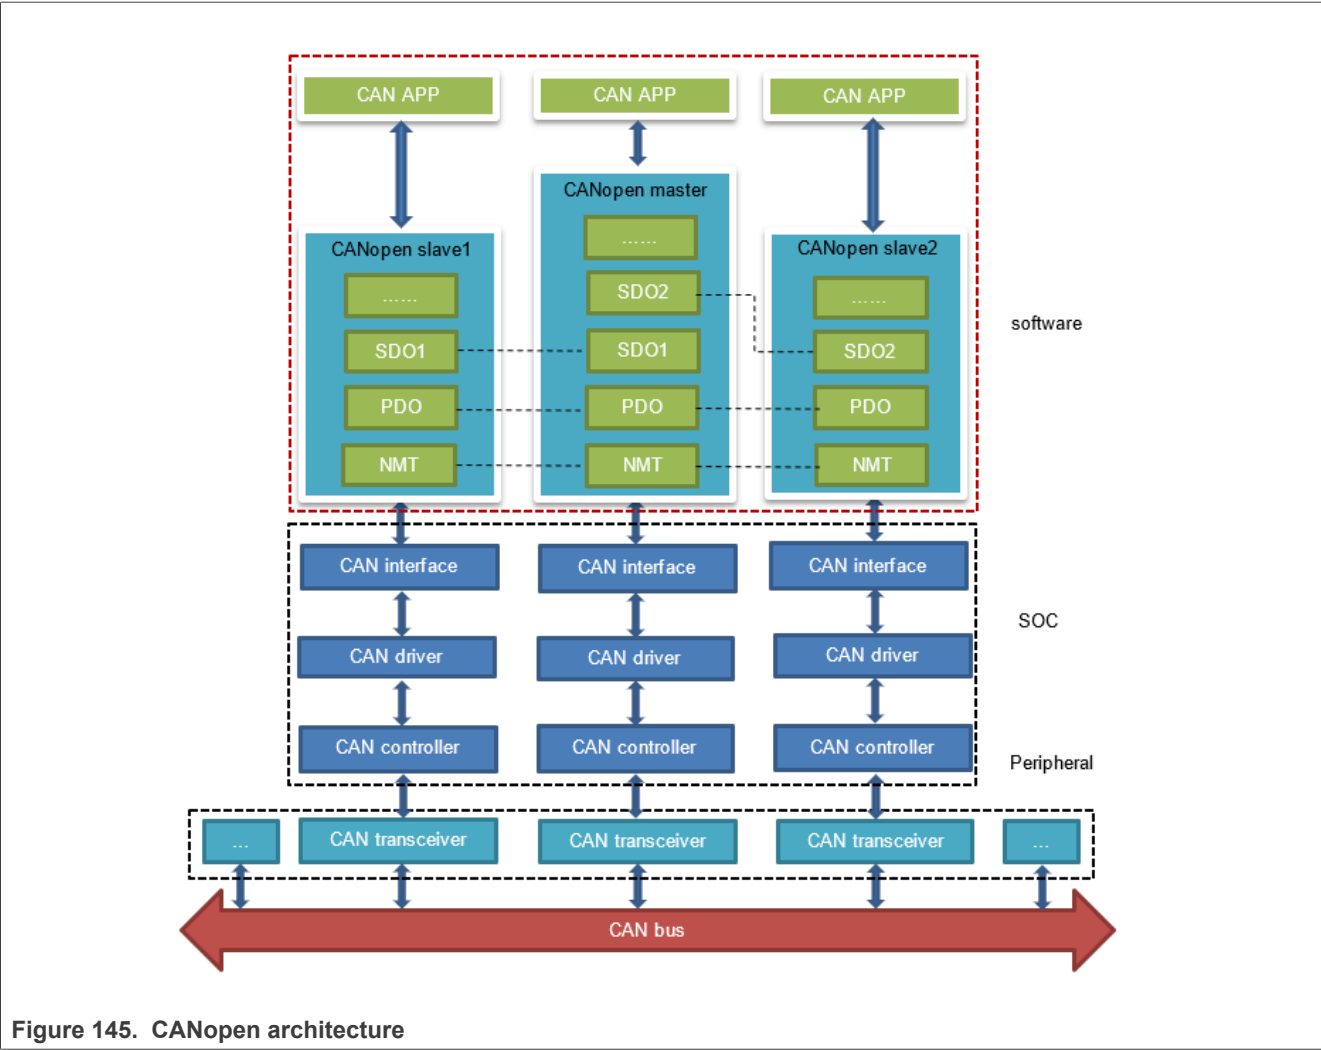 CAN APP
CAN APP
CAN APP
CANopen master
CANopen slave1
CANopen slave2
......
......
......
SDO2
SDO1
SDO1
SDO2
PDO
PDO
PDO
NMT
NMT
NMT
software
CAN interface
CAN interface
CAN interface
SOC
CAN driver
CAN driver
CAN driver
CAN controller
CAN controller
CAN controller
Peripheral
...
CAN transceiver
CAN transceiver
CAN transceiver
...
CAN bus
Figure 145. CANopen architecture